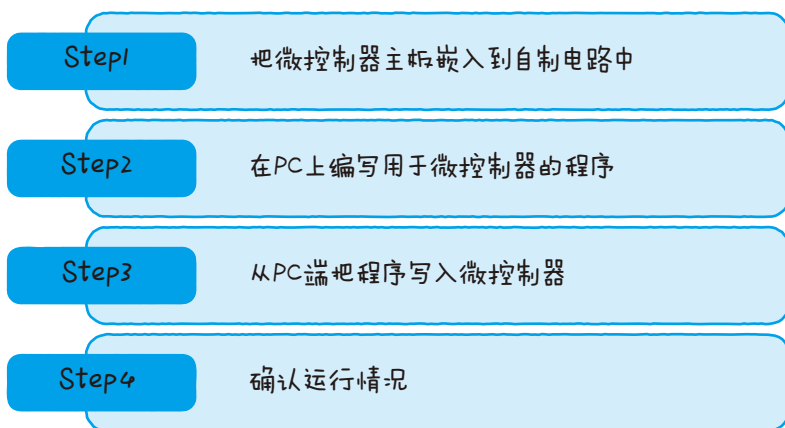 Step1
把微控制器主板嵌入到自制电路中
Step2
在PC上编写用于微控制器的程序
Step3
从PC端把程序写入微控制器
Step4
确认运行情况